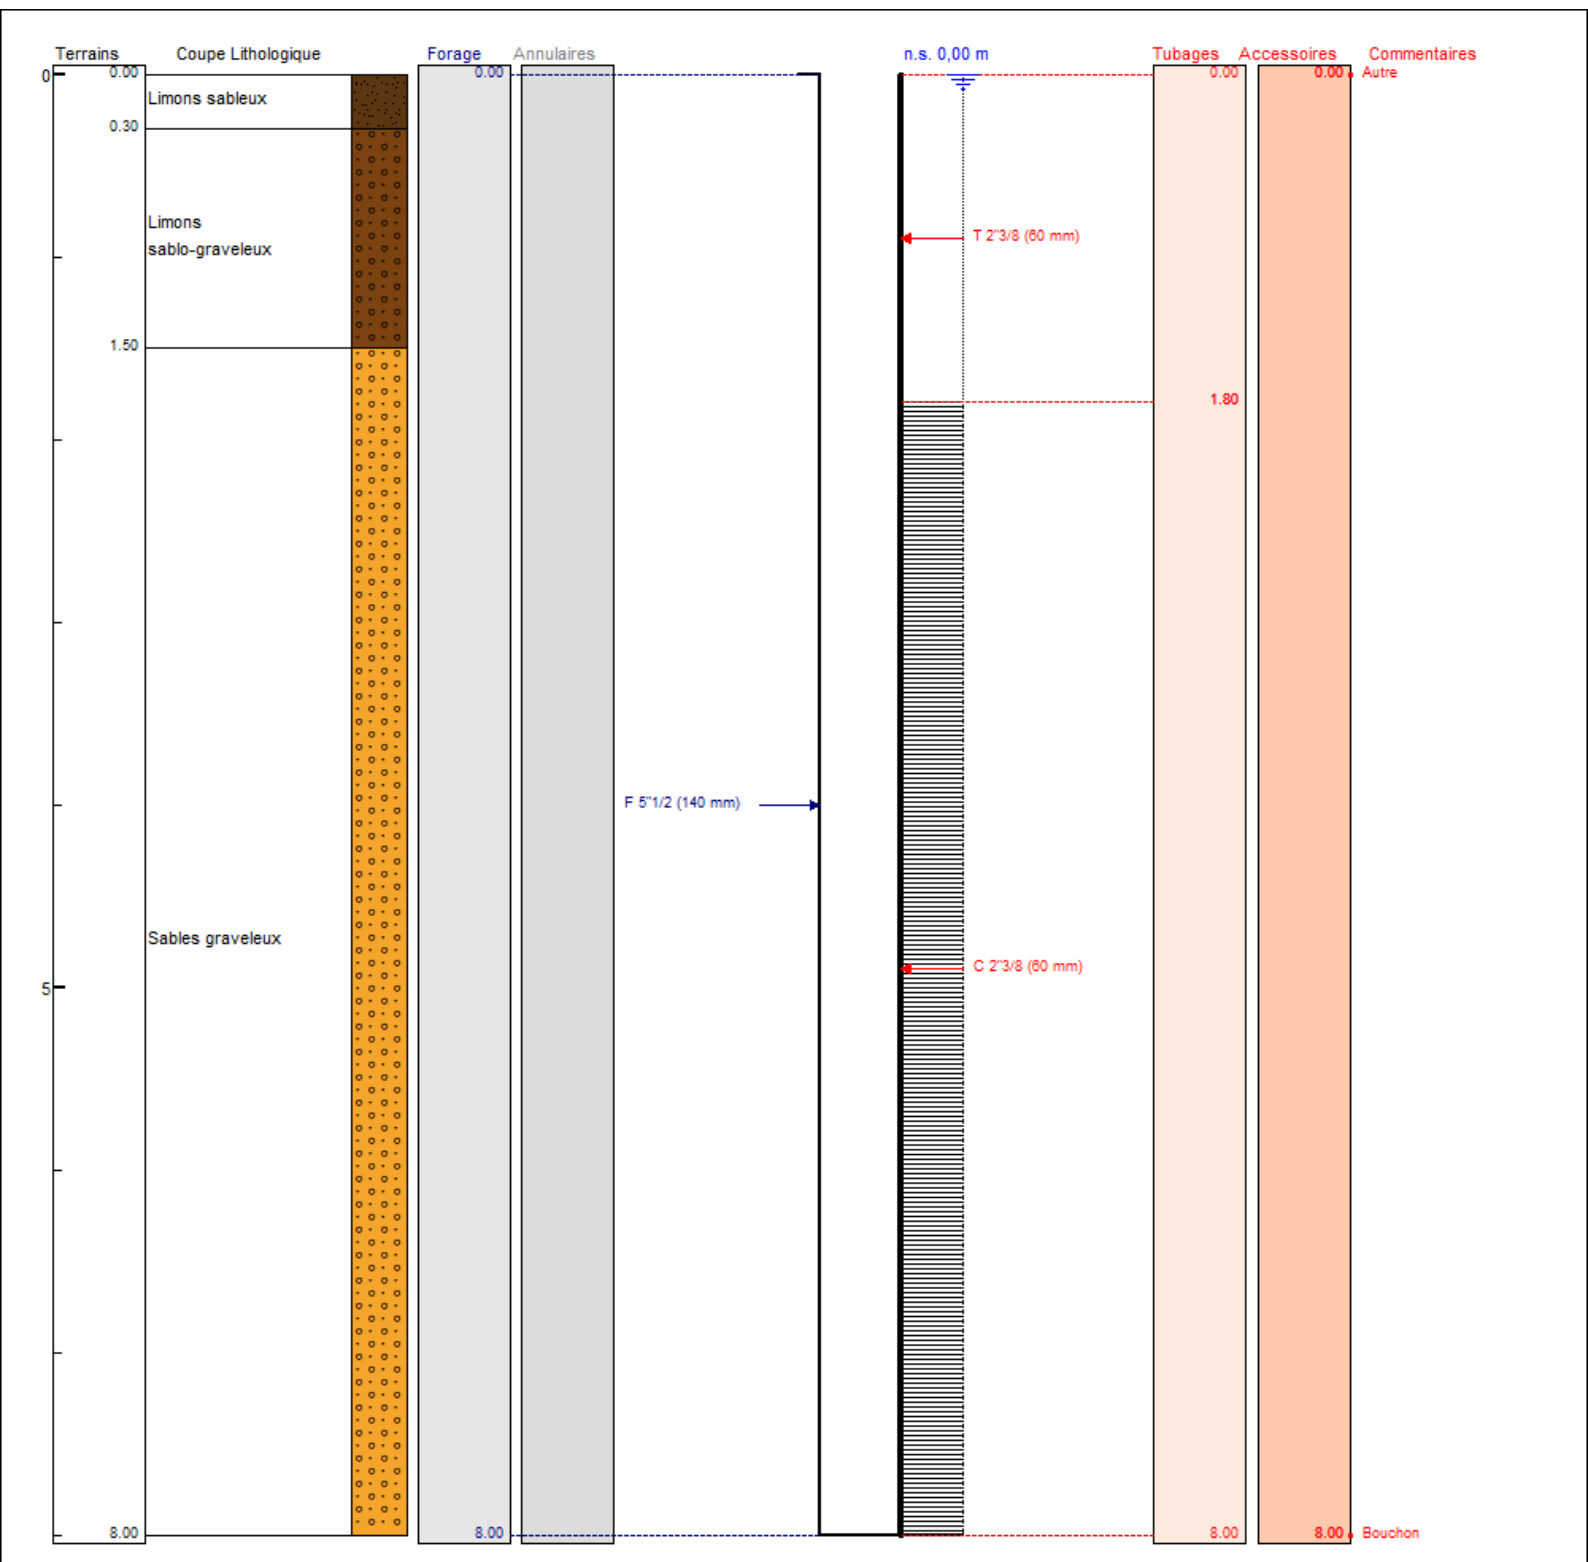 Terrains Coupe Lithologique Forage Annulaires n.s. 0,00 m Tubages Accessoires Commentaires
0 0.00 0.00 0.00 0.00 Autre
Limons sableux
0.30
Limons
sablo-graveleux
T 2"3/8 (60 mm)
1.50
1.80
F 5"1/2 (140 mm)
Sables graveleux
C 2"3/8 (60 mm)
5
8.00 8.00 8.00 8.00 Bouchon